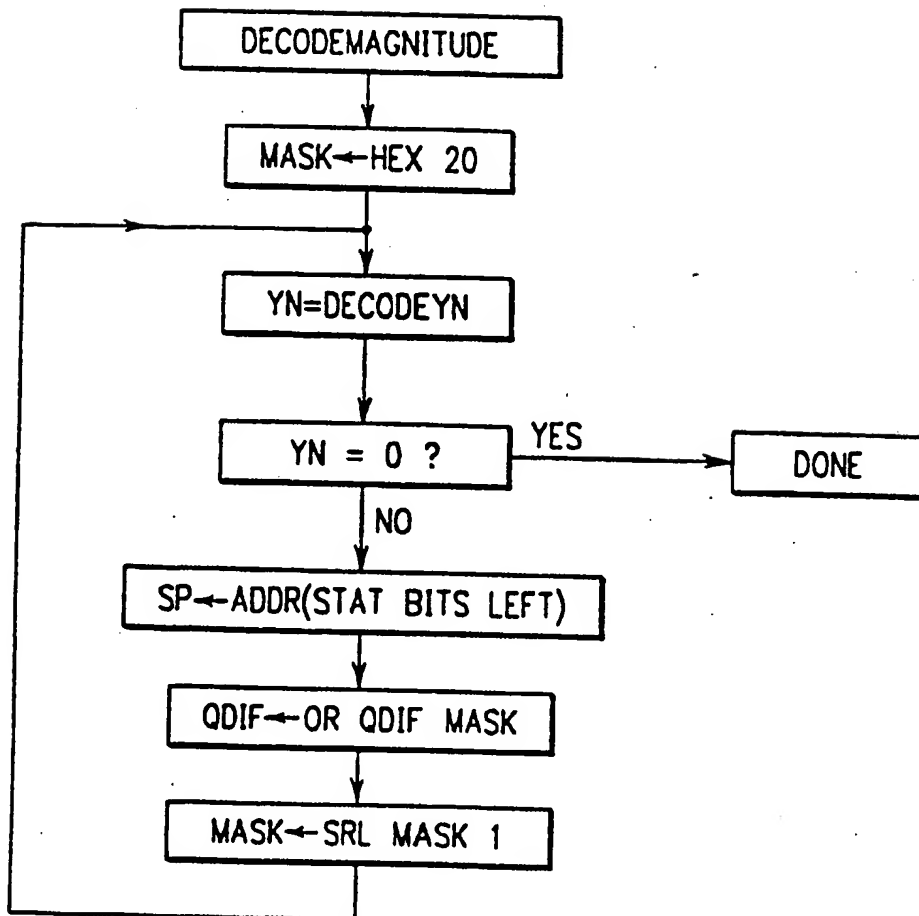 DECODEMAGNITUDE
MASK←HEX 20
YN=DECODEYN
YN = 0 ?
YES
DONE
NO
SP←ADDR(STAT BITS LEFT)
QDIF←OR QDIF MASK
MASK←SRL MASK 1